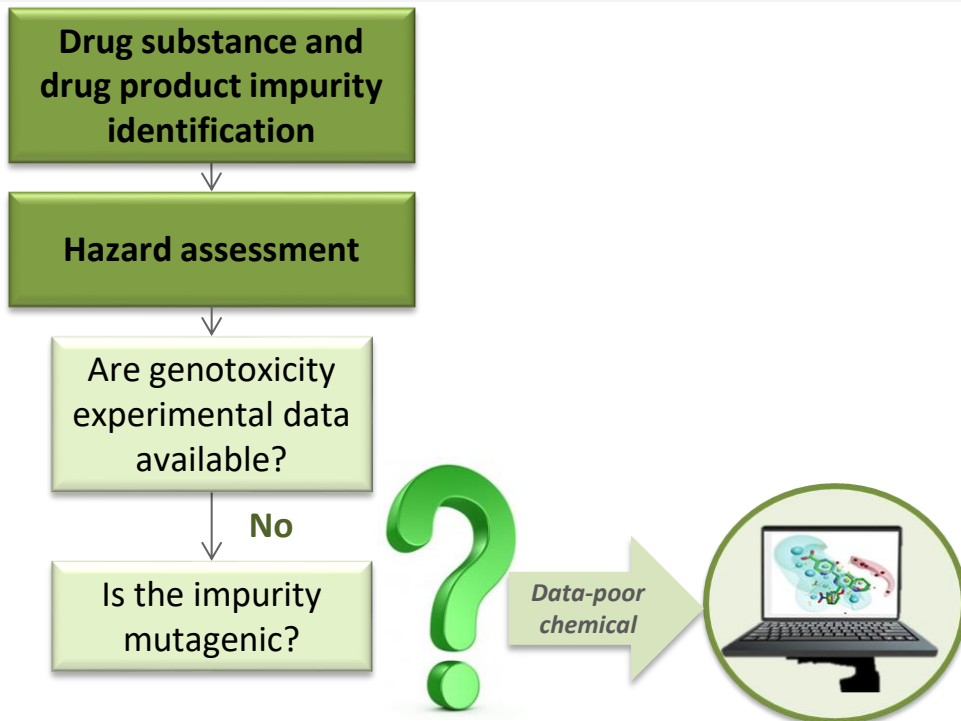 Drug substance and
drug product impurity
identification
Hazard assessment
Are genotoxicity
experimental data
available?
No
Is the impurity
mutagenic?
Data-poor
chemical